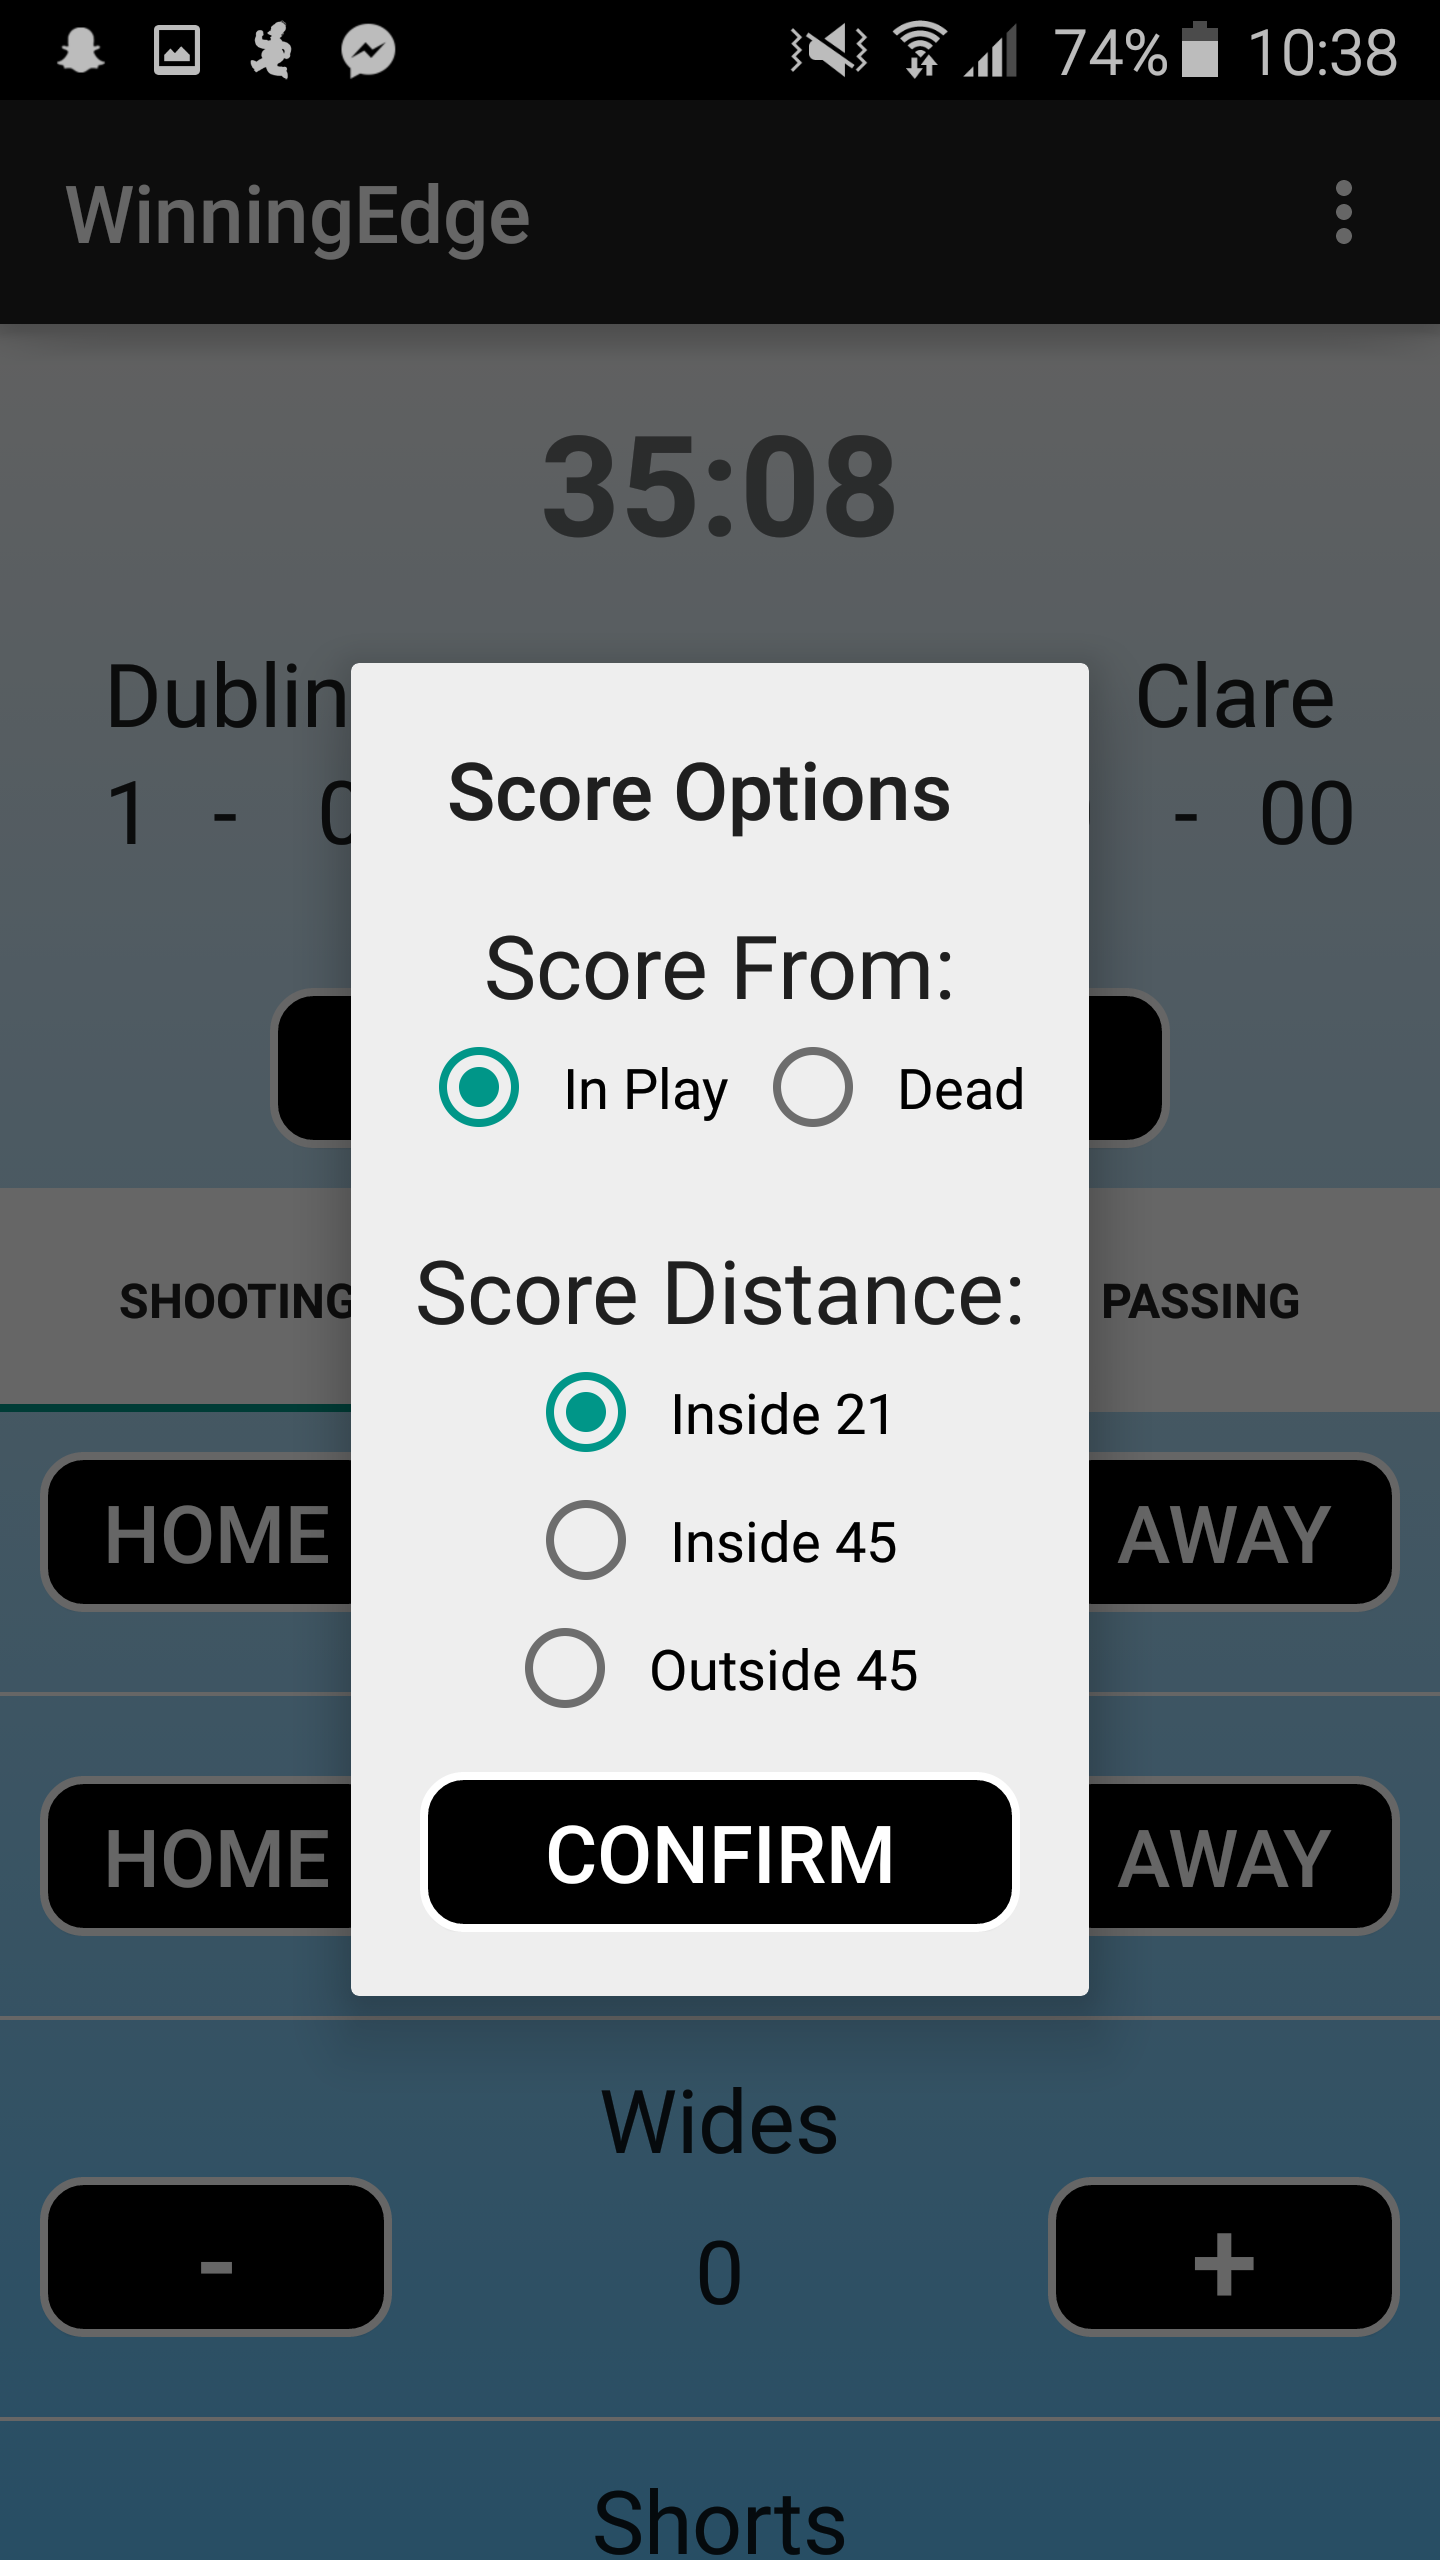 74% 10:38
WinningEdge
35:08
Dublin Clare
1 - 0 - 00
Score Options
Score From:
In Play Dead
SHOOTING PASSING
Score Distance:
Inside 21
HOME AWAY
Inside 45
Outside 45
HOME AWAY
CONFIRM
Wides
- 0 +
Shorts